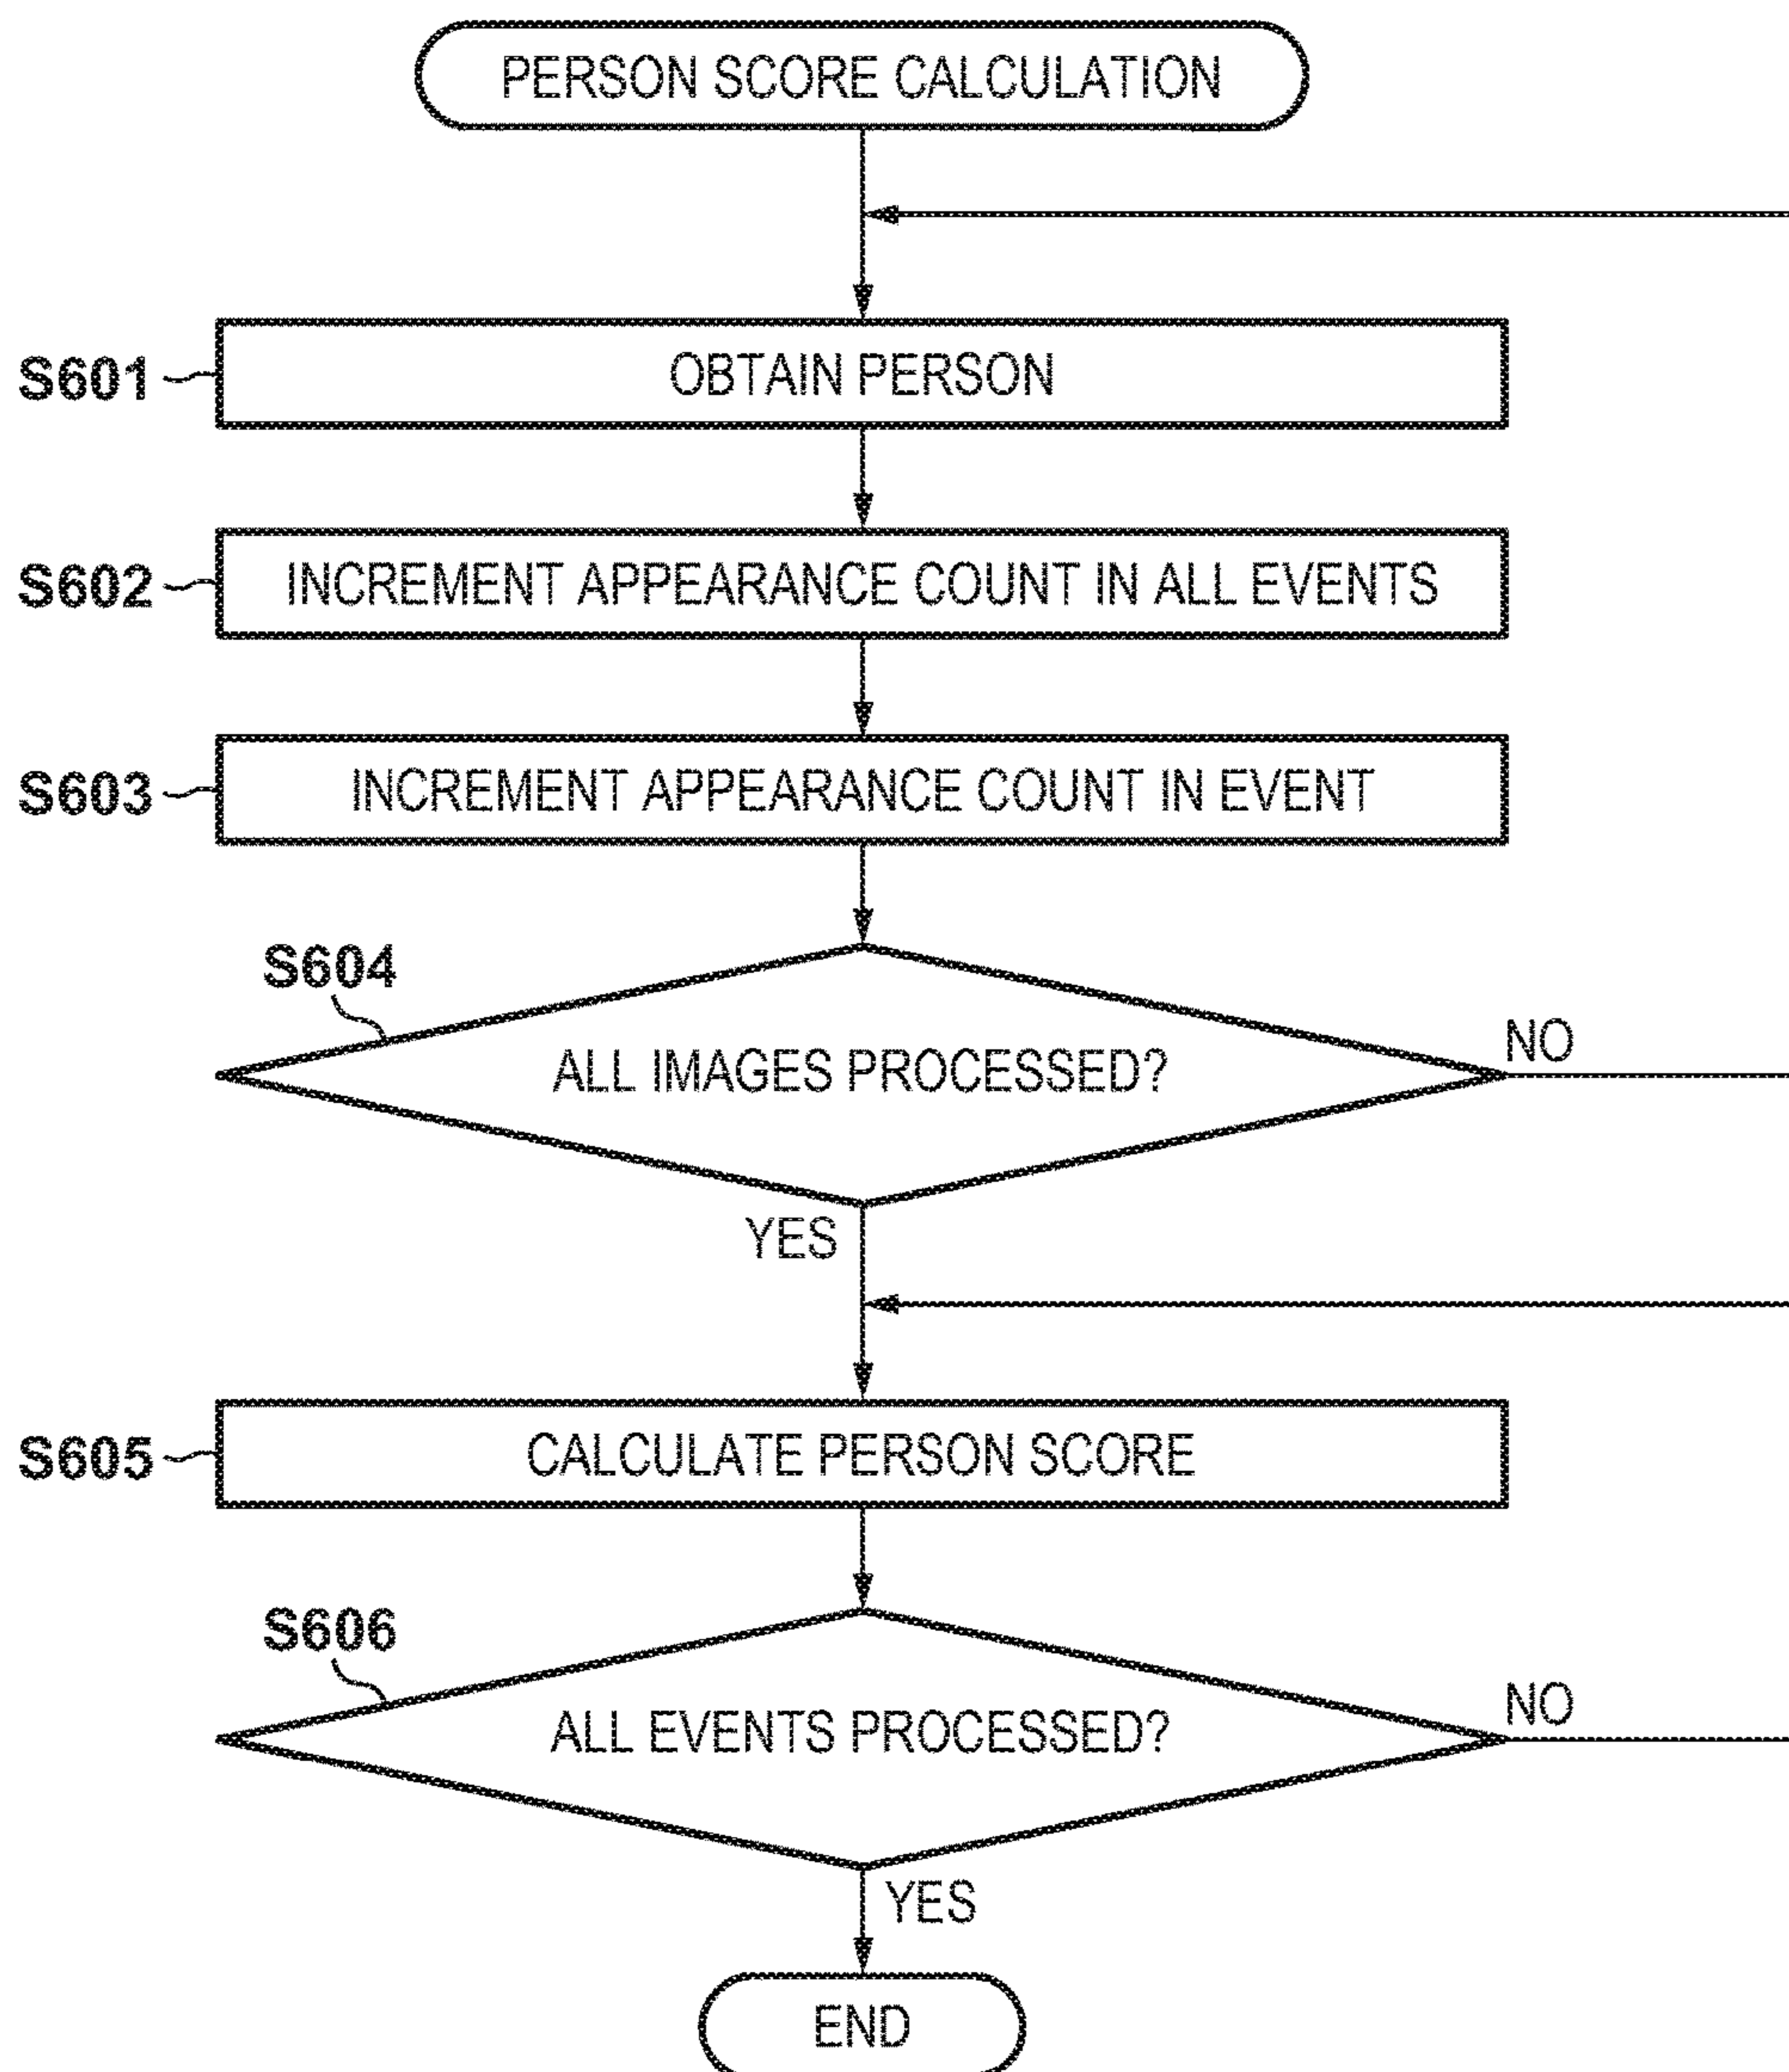 PERSON SCORE CALCULATION
S601
OBTAIN PERSON
S602
INCREMENT APPEARANCE COUNT IN ALL EVENTS
S603
INCREMENT APPEARANCE COUNT IN EVENT
S604
ALL IMAGES PROCESSED?
NO
YES
S605
CALCULATE PERSON SCORE
S606
ALL EVENTS PROCESSED?
NO
YES
END